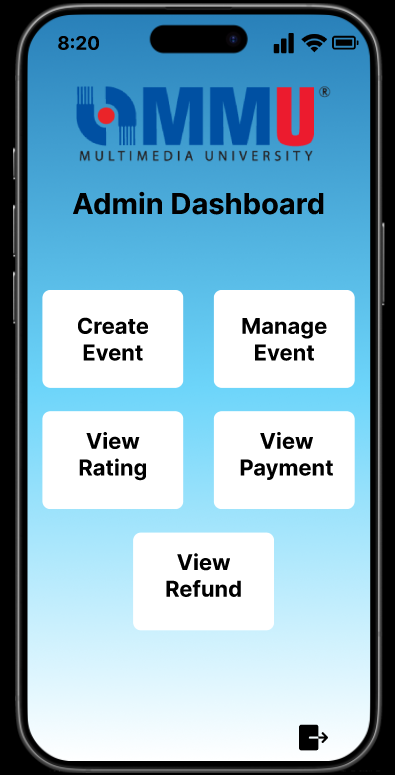 8:20
MMU®
MULTIMEDIA UNIVERSITY
Admin Dashboard
Create
Event
Manage
Event
View
Rating
View
Payment
View
Refund